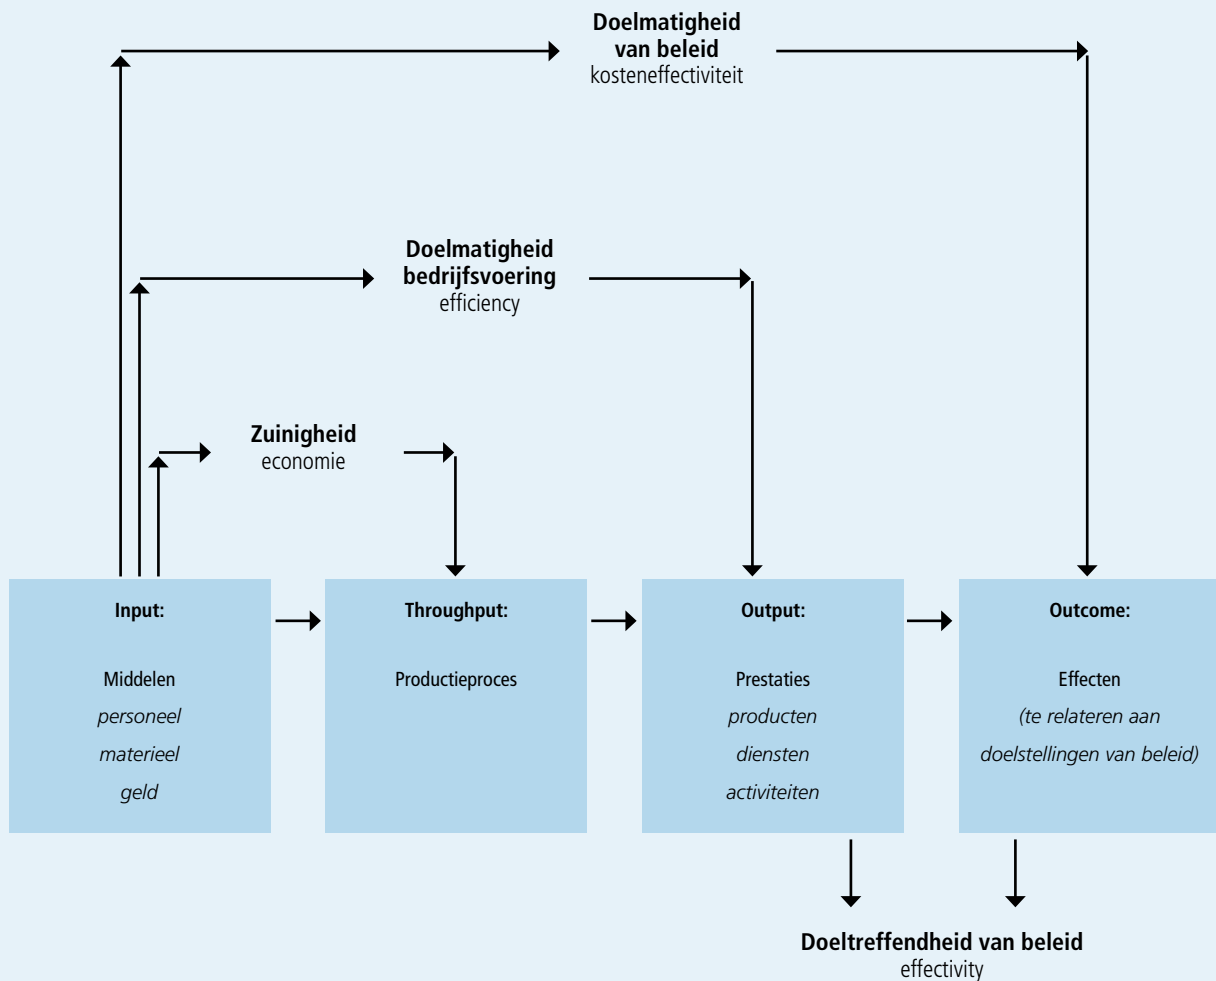 Doelmatigheid
van beleid
kosteneffectiviteit
Doelmatigheid
bedrijfsvoering
efficiency
Zuinigheid
economie
Input:
Middelen
personeel
materieel
geld
Throughput:
Productieproces
Output:
Prestaties
producten
diensten
activiteiten
Outcome:
Effecten
(te relateren aan
doelstellingen van beleid)
Doeltreffendheid van beleid
effectivity